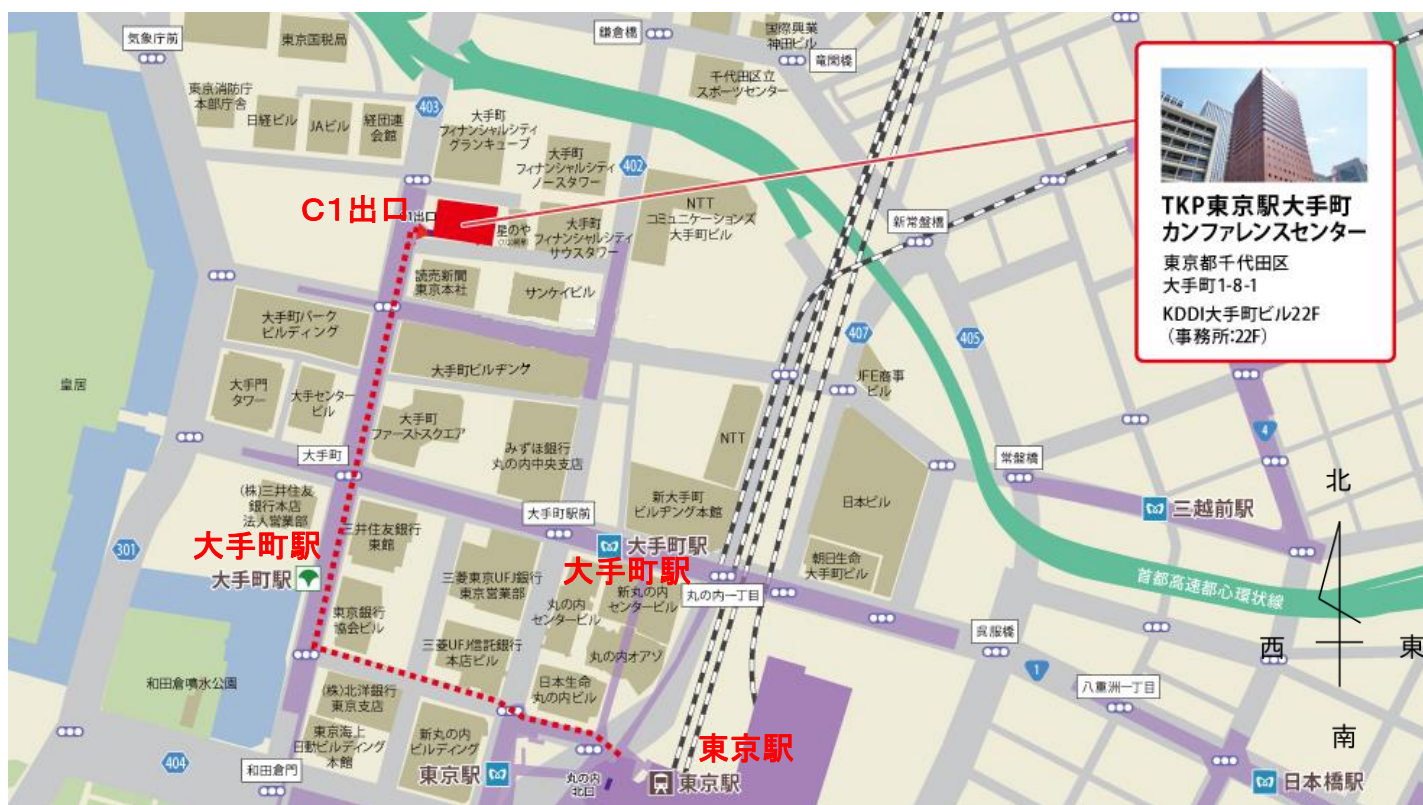 気象庁前
東京国税局
鎌倉橋
国際興業
神田ビル
竜閑橋
千代田区立
スポーツセンター
東京消防庁
本部庁舎
日経ビル
JAビル
経団連
会館
403
大手町
フィナンシャルシティ
グランキューブ
大手町
フィナンシャルシティ
ノースタワー
402
NTT
コミュニケーションズ
大手町ビル
新常盤橋
TKP東京駅大手町
カンファレンスセンター
東京都千代田区
大手町1-8-1
KDDI大手町ビル22F
(事務所:22F)
C1出口
C1出口
星のや
大手町
フィナンシャルシティ
サウスタワー
読売新聞
東京本社
サンケイビル
大手町パーク
ビルディング
407
405
JFE商事
ビル
皇居
大手門
タワー
大手センター
ビル
大手町ビルヂング
大手町
ファーストスクエア
みずほ銀行
丸の内中央支店
NTT
4
大手町
常盤橋
北
(株)三井住友
銀行本店
法人営業部
三井住友銀行
東館
大手町駅前
新大手町
ビルヂング本館
日本ビル
三越前駅
301
大手町駅
大手町駅
大手町駅
大手町駅
三菱東京UFJ銀行
東京営業部
丸の内
センタービル
新丸の内
センタービル
丸の内一丁目
朝日生命
大手町ビル
首都高速都心環状線
東京銀行
協会ビル
三菱UFJ信託銀行
本店ビル
丸の内オアゾ
呉服橋
西
東
1
和田倉噴水公園
(株)北洋銀行
東京支店
日本生命
丸の内ビル
八重洲一丁目
東京海上
日動ビルディング
本館
新丸の内
ビルディング
東京駅
南
404
和田倉門
東京駅
丸の内
北口
東京駅
日本橋駅